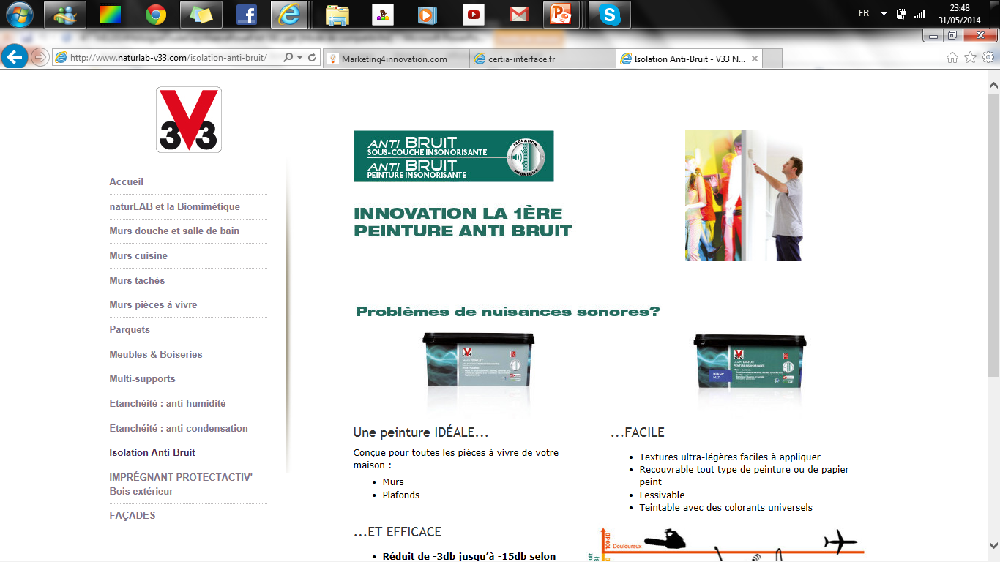 FR
23:48
31/05/2014
http://www.naturlab-v33.com/isolation-anti-bruit/
Marketing4innovation.com
certia-interface.fr
Isolation Anti-Bruit - V33 N...
V
33
Accueil
naturLAB et la Biomimétique
Murs douche et salle de bain
Murs cuisine
Murs tachés
Murs pièces à vivre
Parquets
Meubles & Boiseries
Multi-supports
Etanchéité : anti-humidité
Etanchéité : anti-condensation
Isolation Anti-Bruit
IMPRÉGNANT PROTECTACTIV' -
Bois extérieur
FAÇADES
ANTI BRUIT
SOUS-COUCHE INSONORISANTE
ANTI BRUIT
PEINTURE INSONORISANTE
ISOLATION
PHONIQUE
INNOVATION LA 1ÈRE
PEINTURE ANTI BRUIT
Problèmes de nuisances sonores?
ANTI BRUIT
ANTI BRUIT
PEINTURE INSONORISANTE
BLANC
MAT
Une peinture IDÉALE...
Conçue pour toutes les pièces à vivre de votre
maison :
• Murs
• Plafonds
...FACILE
• Textures ultra-légères faciles à appliquer
• Recouvrable tout type de peinture ou de papier
peint
• Lessivable
• Teintable avec des colorants universels
...ET EFFICACE
• Réduit de -3db jusqu'à -15db selon
100dB
Douloureux